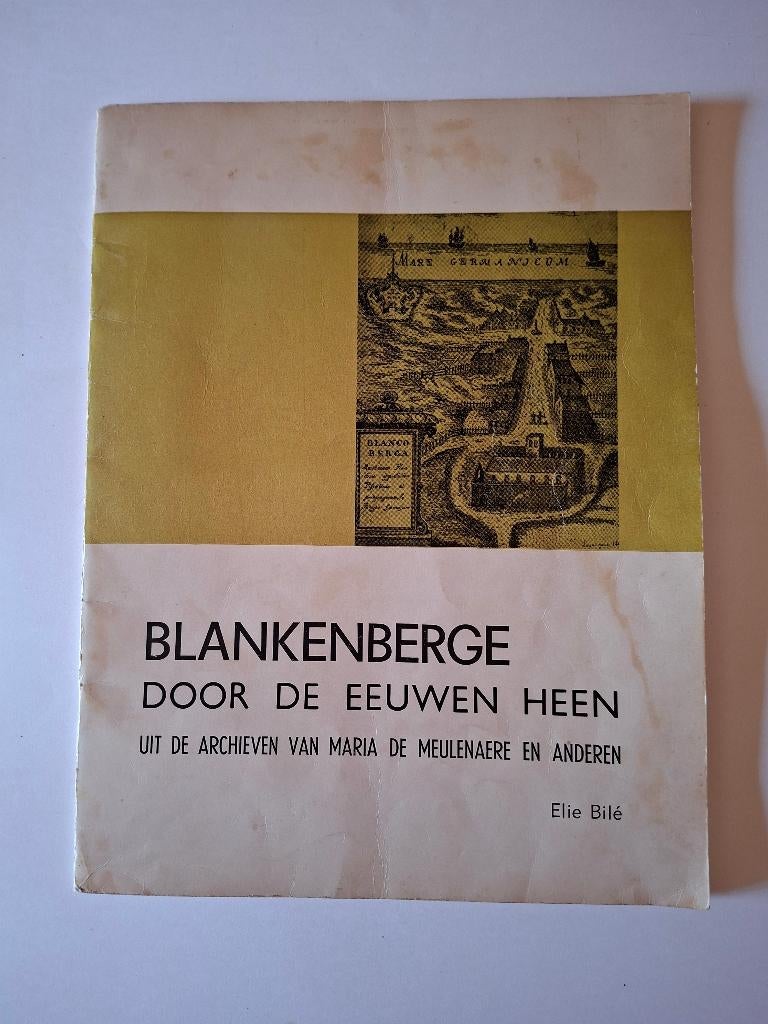 MARE GERMANICUM
BLANCO
BERGA
BLANKENBERGE
DOOR DE EEUWEN HEEN
UIT DE ARCHIEVEN VAN MARIA DE MEULENAERE EN ANDEREN
Elie Bilé